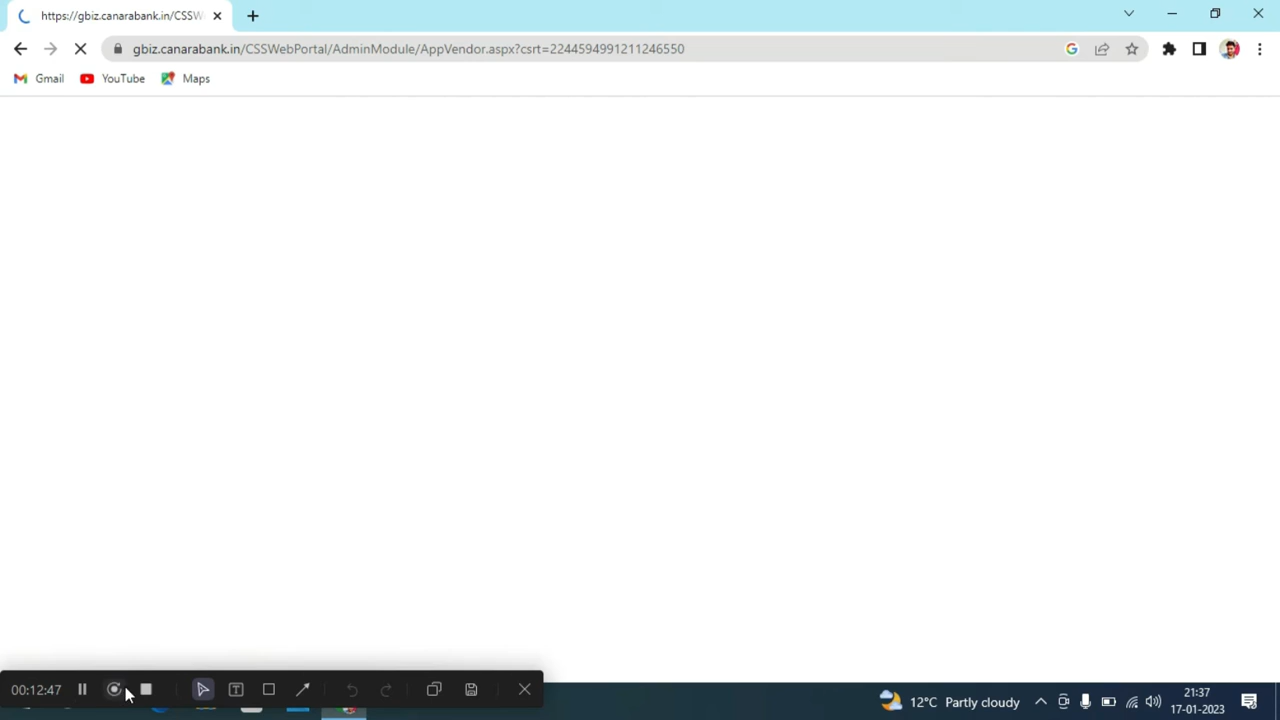 https://gbiz.canarabank.in/CSSW
gbiz.canarabank.in/CSSWebPortal/AdminModule/AppVendor.aspx?csrt=2244594991211246550
Gmail YouTube Maps
00:12:47
12°C Partly cloudy
21:37
17-01-2023